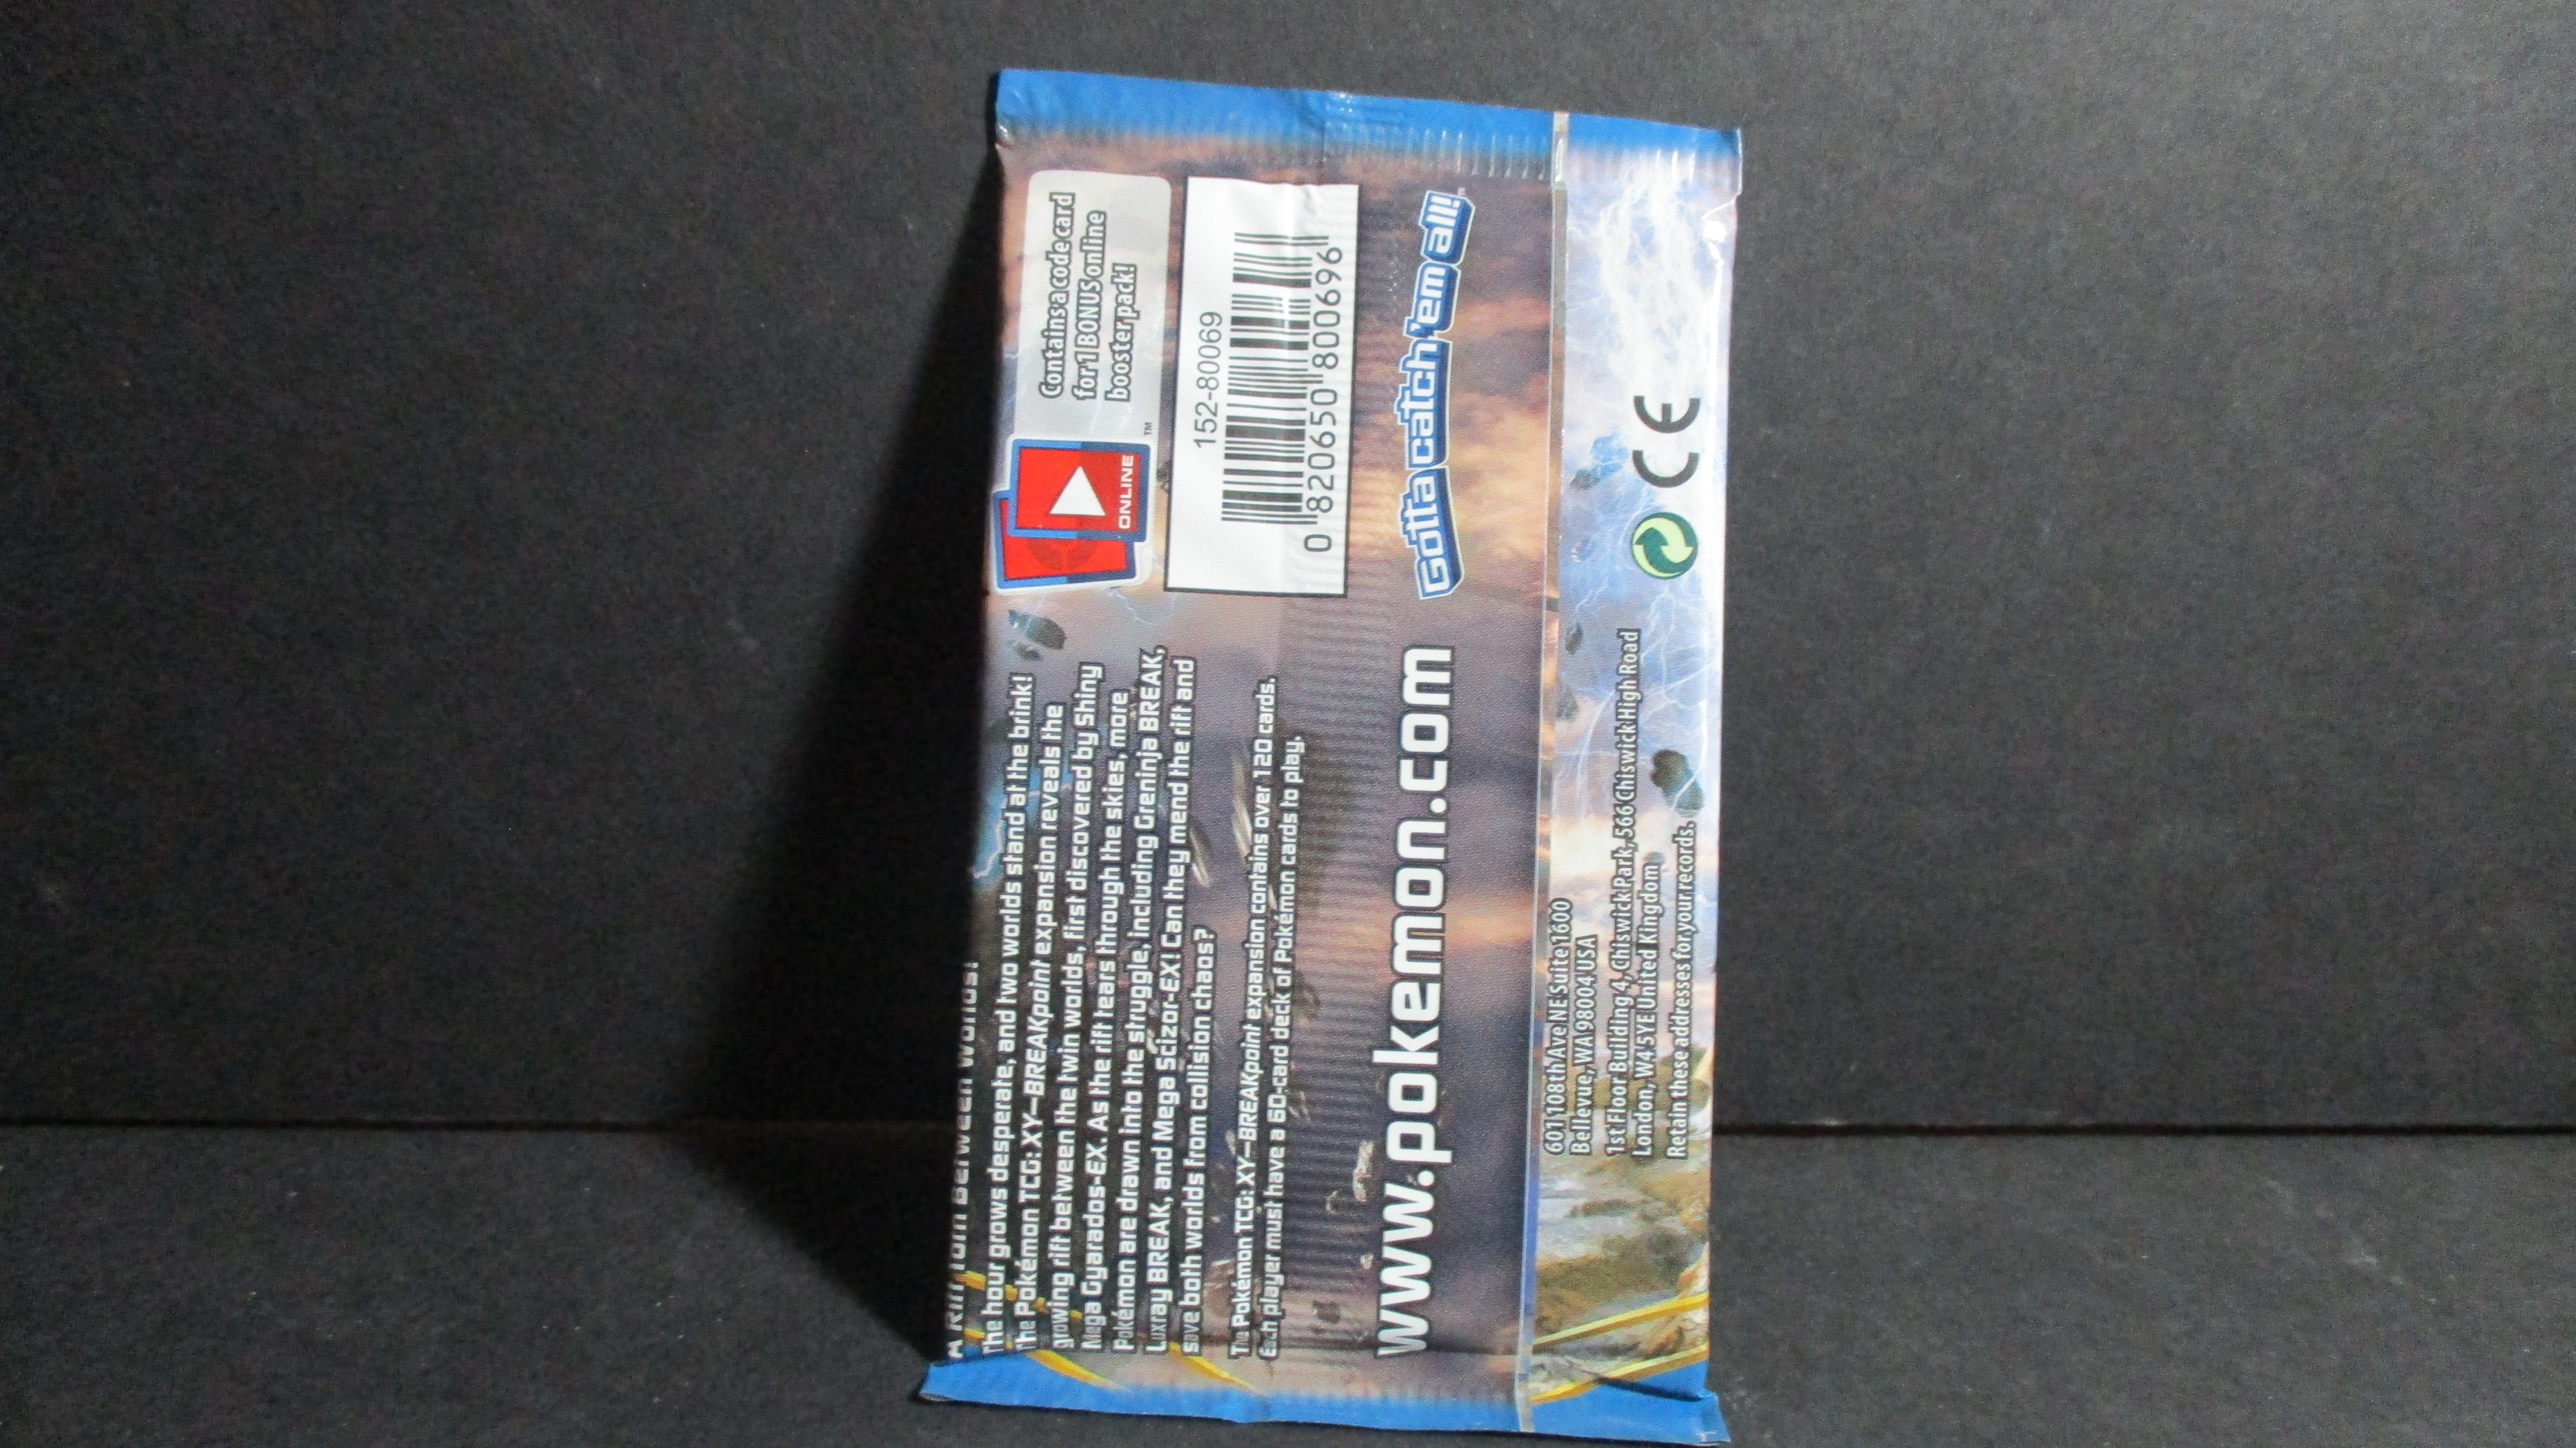 A Rift Torn Between Worlds!
The hour grows desperate, and two worlds stand at the brink!
The Pokémon TCG: XY—BREAKpoint expansion reveals the
growing rift between the twin worlds, first discovered by Shiny
Mega Gyarados-EX. As the rift tears through the skies, more
Pokémon are drawn into the struggle, including Greninja BREAK,
Luxray BREAK, and Mega Scizor-EX! Can they mend the rift and
save both worlds from collision chaos?
The Pokémon TCG: XY—BREAKpoint expansion contains over 120 cards.
Each player must have a 60-card deck of Pokémon cards to play.
www.pokemon.com
ONLINE
TM
Contains a code card
for 1 BONUS online
booster pack!
152-80069
0 820650 800696
Gotta catch 'em all!
601 108th Ave NE Suite 1600
Bellevue, WA 98004 USA
1st Floor Building 4, Chiswick Park, 566 Chiswick High Road
London, W4 5YE United Kingdom
Retain these addresses for your records.
CE